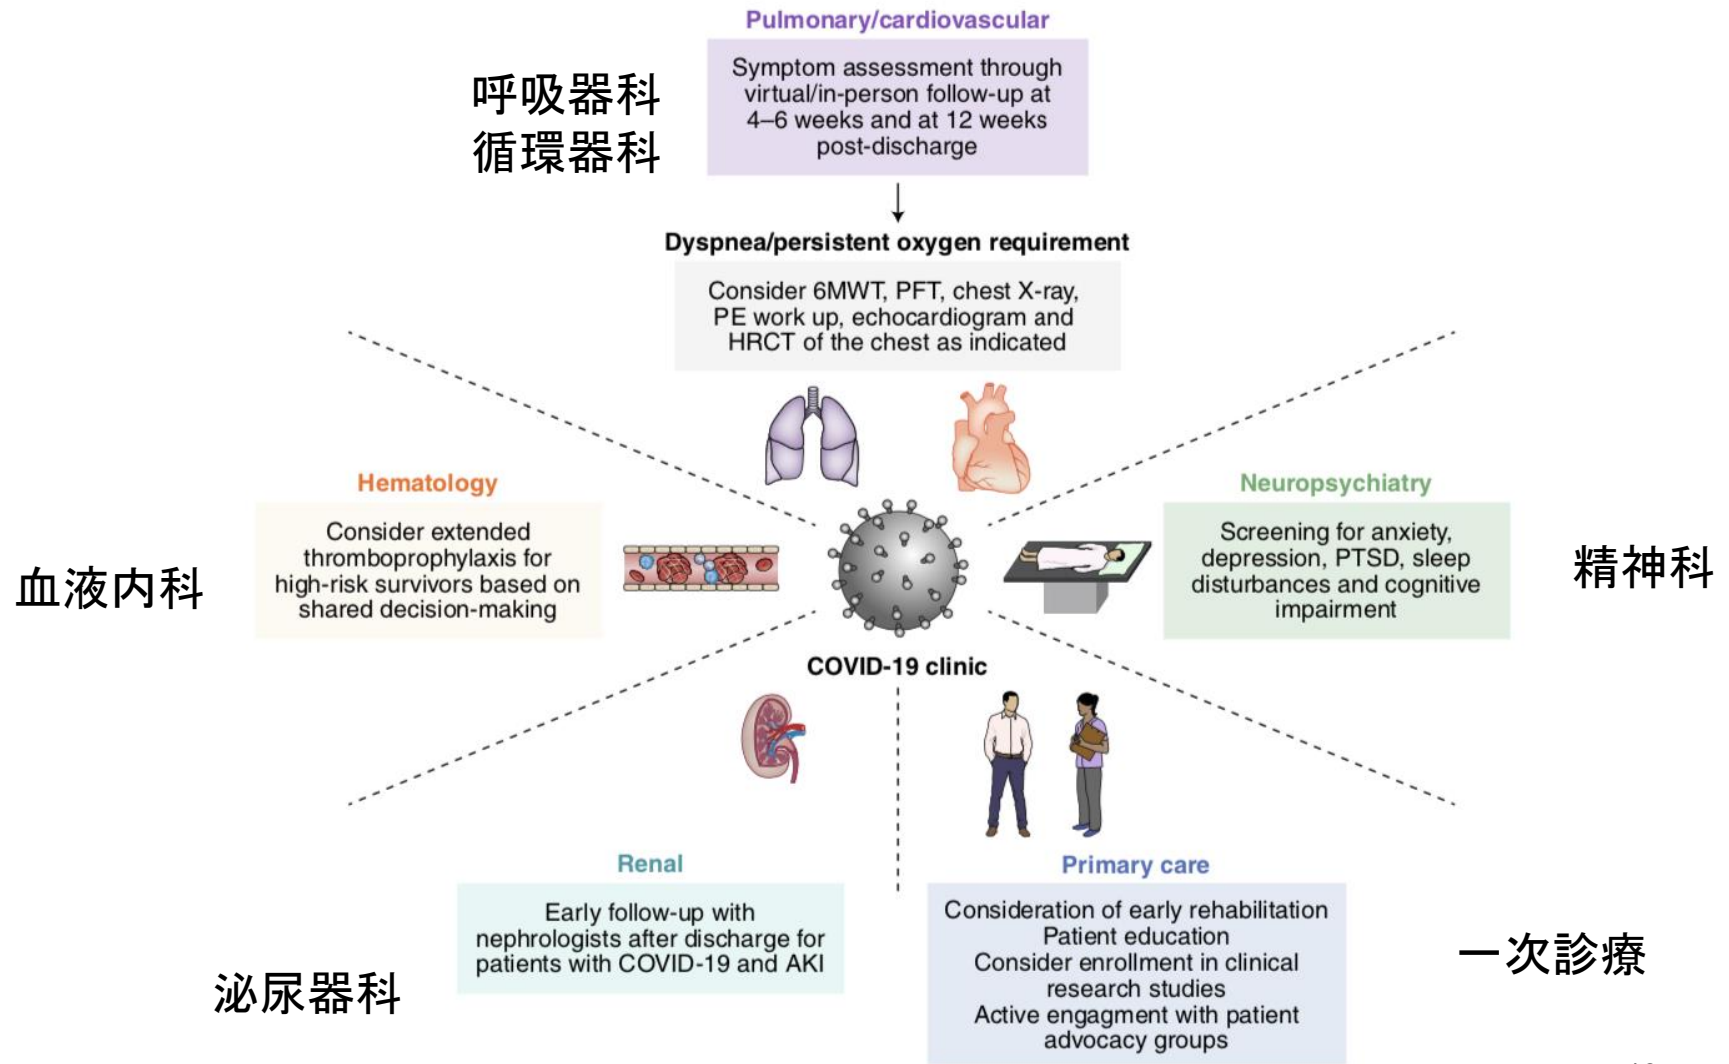 Pulmonary/cardiovascular
呼吸器科
循環器科
Symptom assessment through
virtual/in-person follow-up at
4–6 weeks and at 12 weeks
post-discharge
Dyspnea/persistent oxygen requirement
Consider 6MWT, PFT, chest X-ray,
PE work up, echocardiogram and
HRCT of the chest as indicated
血液内科
Hematology
Consider extended
thromboprophylaxis for
high-risk survivors based on
shared decision-making
Neuropsychiatry
Screening for anxiety,
depression, PTSD, sleep
disturbances and cognitive
impairment
精神科
COVID-19 clinic
泌尿器科
Renal
Early follow-up with
nephrologists after discharge for
patients with COVID-19 and AKI
Primary care
Consideration of early rehabilitation
Patient education
Consider enrollment in clinical
research studies
Active engagment with patient
advocacy groups
一次診療